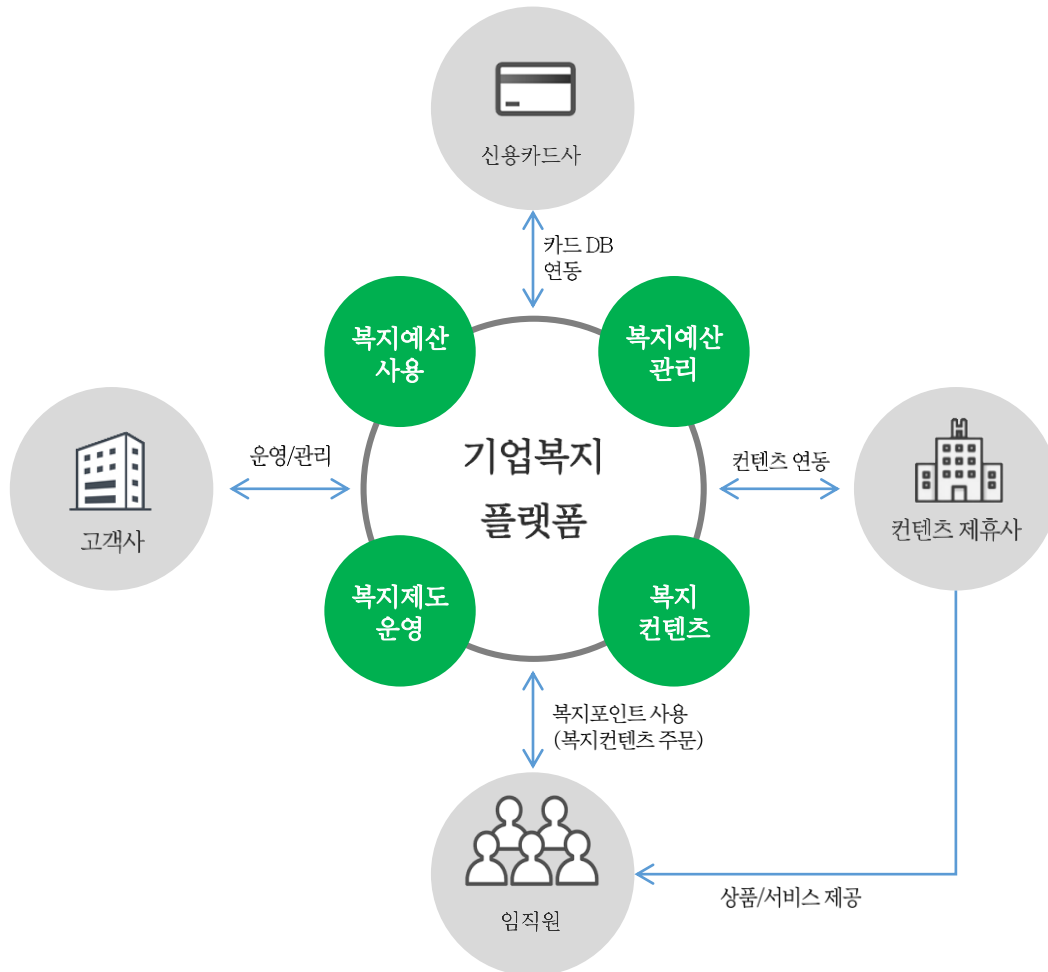 신용카드사
카드 DB
연동
복지예산
사용
복지예산
관리
기업복지
플랫폼
운영/관리
고객사
컨텐츠 연동
컨텐츠 제휴사
복지제도
운영
복지
컨텐츠
복지포인트 사용
(복지컨텐츠 주문)
임직원
상품/서비스 제공